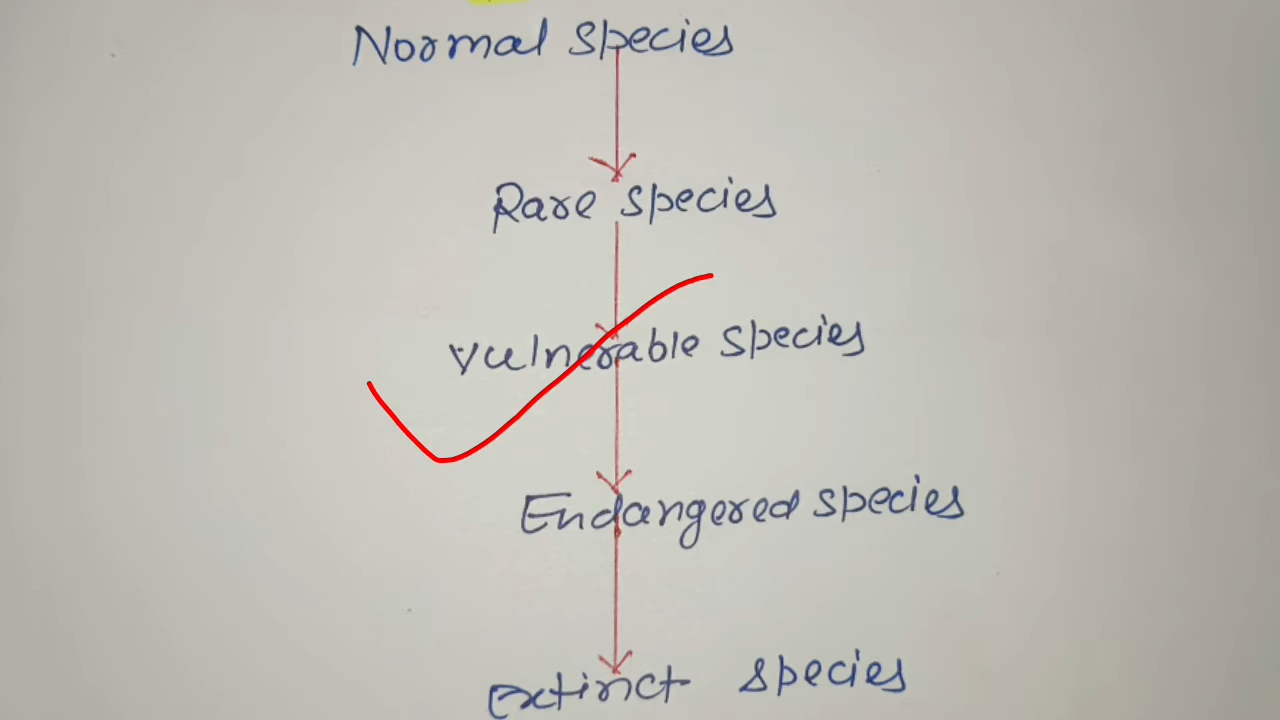 Normal species
Rare species
Vulnerable species
Endangered species
Extinct species